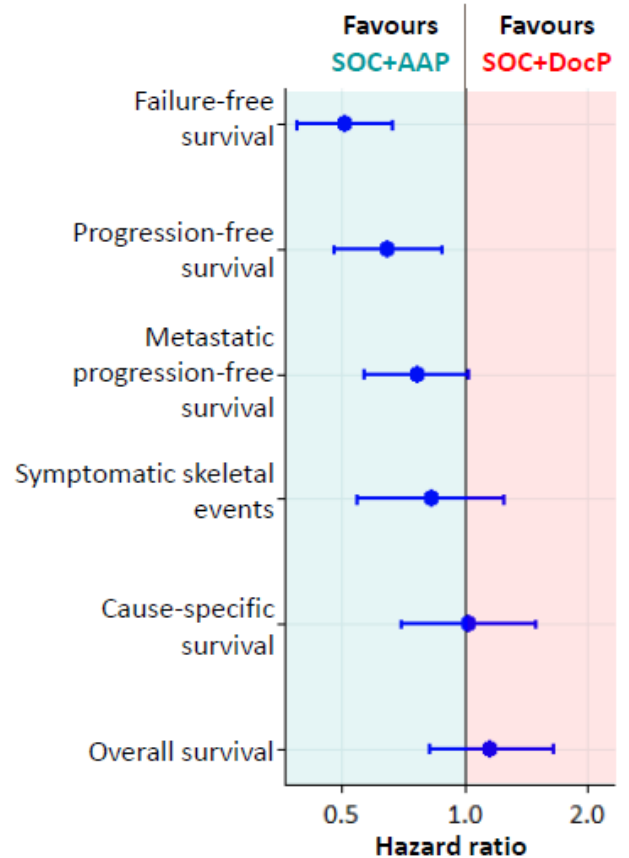 Favours
SOC+AAP
Favours
SOC+DocP
Failure-free
survival
Progression-free
survival
Metastatic
progression-free
survival
Symptomatic skeletal
events
Cause-specific
survival
Overall survival
0.5
1.0
2.0
Hazard ratio